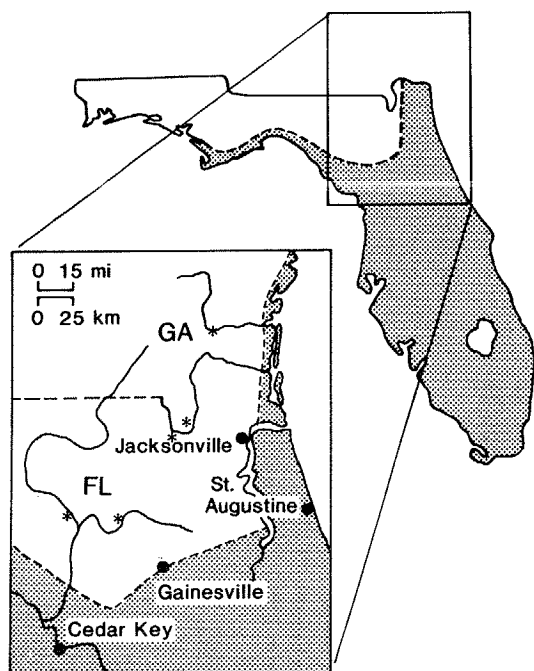 0 15 mi
0 25 km
GA
Jacksonville
FL
St.
Augustine
Gainesville
Cedar Key